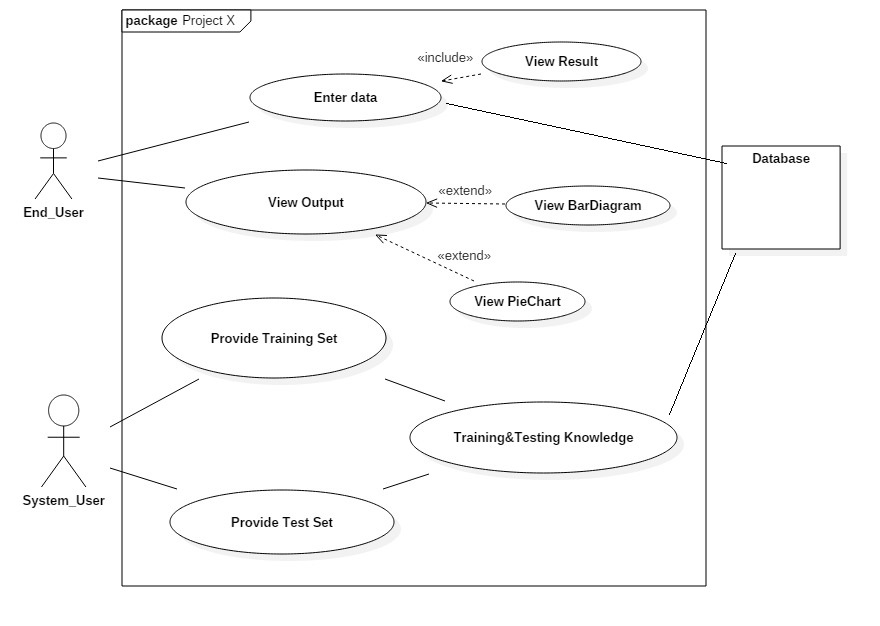 package Project X
«include»
View Result
Enter data
Database
«extend»
View Output
View BarDiagram
End_User
«extend»
View PieChart
Provide Training Set
Training&Testing Knowledge
System_User
Provide Test Set